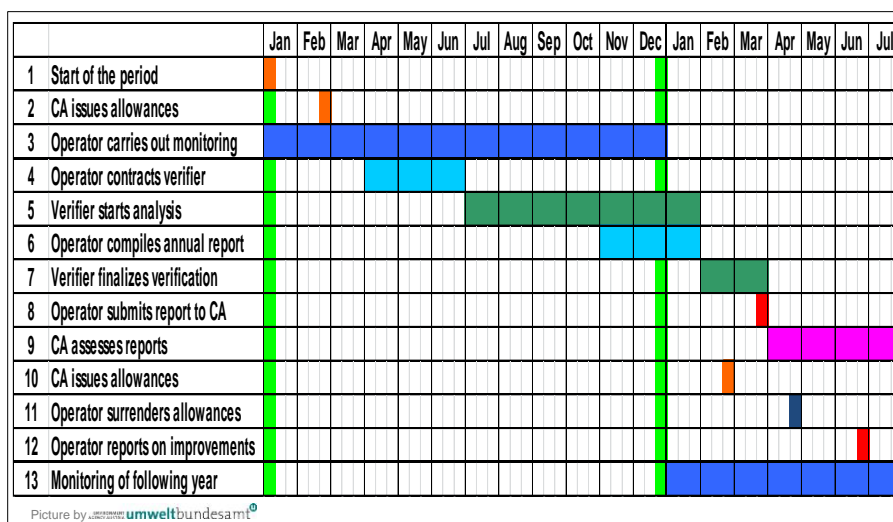 Jan Feb Mar Apr May Jun Jul Aug Sep Oct Nov Dec Jan Feb Mar Apr May Jun Jul
1 Start of the period
2 CA issues allowances
3 Operator carries out monitoring
4 Operator contracts verifier
5 Verifier starts analysis
6 Operator compiles annual report
7 Verifier finalizes verification
8 Operator submits report to CA
9 CA assesses reports
10 CA issues allowances
11 Operator surrenders allowances
12 Operator reports on improvements
13 Monitoring of following year
Picture by ENVIRONMENT AGENCY AUSTRIA umweltbundesamt U